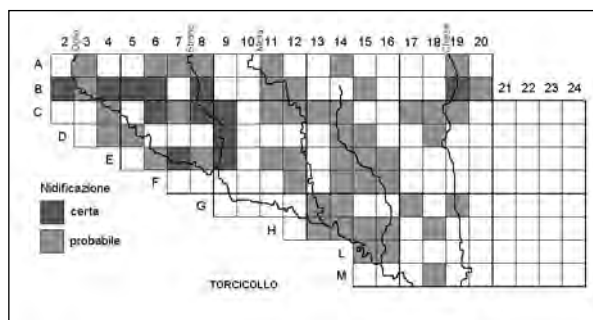 2 3 4 5 6 7 8 9 10 11 12 13 14 15 16 17 18 19 20
21 22 23 24
A
B
C
D
E
F
G
H
L
M
Nidificazione
certa
probabile
TORCICOLLO